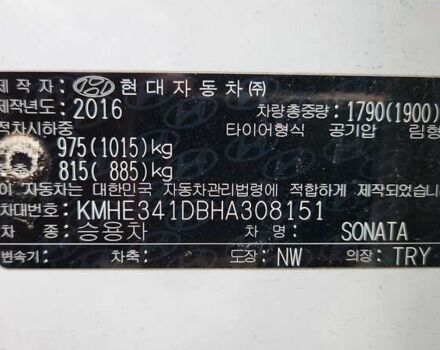 제 작 자 : 현대자동차㈜
제작년도: 2016 차량총중량: 1790(1900)
적차시하중 타이어형식 공기압 림형
975(1015)kg
815( 885)kg
이 자동차는 대한민국 자동차관리법령에 적합하게 제작되었
차대번호: KMHE341DBHA308151
차 종: 승용차 차 명: SONATA
변속기: 차축: 도장: NW 의장: TRY